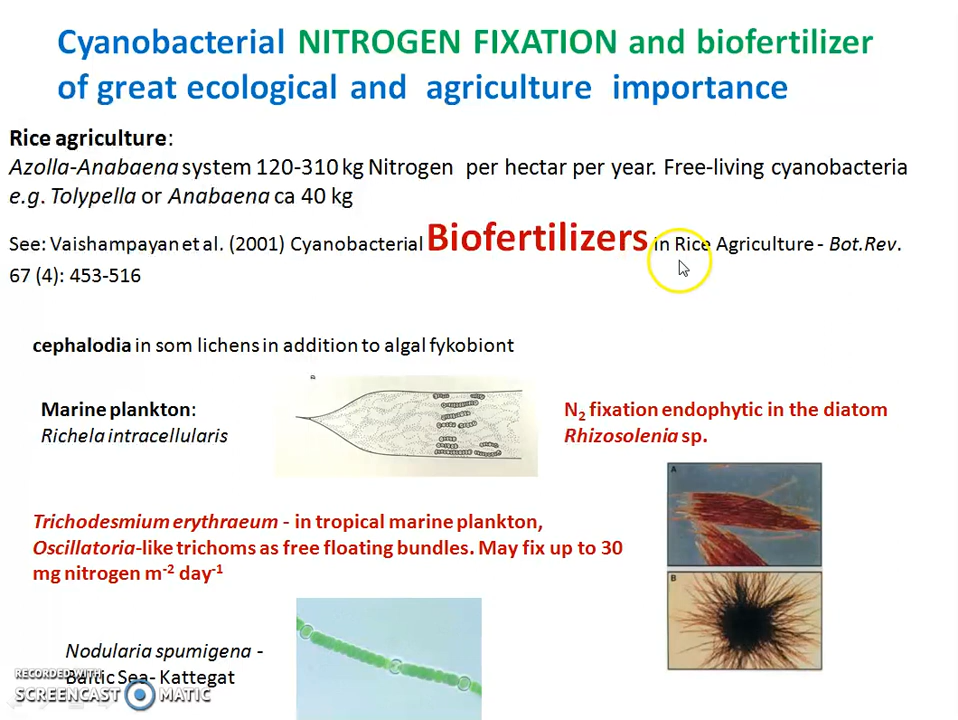 Cyanobacterial NITROGEN FIXATION and biofertilizer
of great ecological and agriculture importance
Rice agriculture:
Azolla-Anabaena system 120-310 kg Nitrogen per hectar per year. Free-living cyanobacteria
e.g. Tolypella or Anabaena ca 40 kg
See: Vaishampayan et al. (2001) Cyanobacterial Biofertilizers in Rice Agriculture - Bot.Rev.
67 (4): 453-516
cephalodia in som lichens in addition to algal fykobiont
Marine plankton:
Richela intracellularis
N2 fixation endophytic in the diatom
Rhizosolenia sp.
A
Trichodesmium erythraeum - in tropical marine plankton,
Oscillatoria-like trichoms as free floating bundles. May fix up to 30
mg nitrogen m-2 day-1
B
Nodularia spumigena -
Baltic Sea- Kattegat
RECORDED WITH
SCREENCAST MATIC